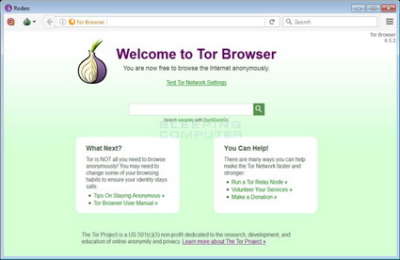 Rodeo
Tor Browser
Search
Tor Browser
Welcome to Tor Browser
You are now free to browse the Internet anonymously.
Test Tor Network Settings
Search securely with
BLEEPING
COMPUTER
What Next?
Tor is NOT all you need to browse
anonymously! You may need to
change some of your browsing
habits to ensure your identity stays
safe.
Tips On Staying Anonymous »
Tor Browser User Manual »
You Can Help!
There are many ways you can help
make the Tor Network faster and
stronger:
Run a Tor Relay Node »
Volunteer Your Services »
Make a Donation »
The Tor Project is a US 501(c)(3) non-profit dedicated to the research, development, and
education of online anonymity and privacy. Learn more about The Tor Project »